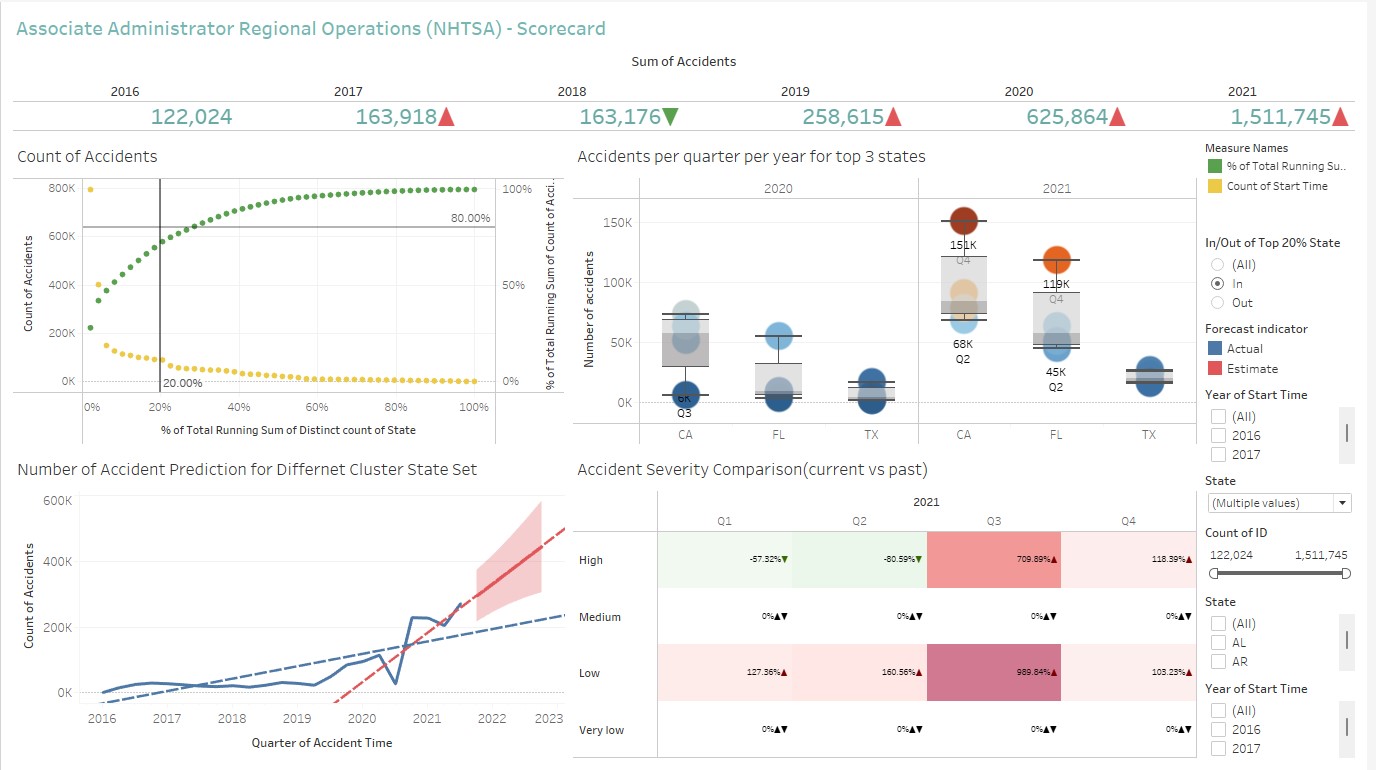 Associate Administrator Regional Operations (NHTSA) - Scorecard
Sum of Accidents
2016 2017 2018 2019 2020 2021
122,024 163,918▲ 163,176▼ 258,615▲ 625,864▲ 1,511,745▲
Count of Accidents
800K
600K
400K
200K
0K
Count of Accidents
100%
50%
0%
% of Total Running Sum of Count of Acci..
80.00%
20.00%
0% 20% 40% 60% 80% 100%
% of Total Running Sum of Distinct count of State
Accidents per quarter per year for top 3 states
2020 2021
150K
100K
50K
0K
Number of accidents
6K
Q3
151K
Q4
68K
Q2
119K
Q4
45K
Q2
CA FL TX CA FL TX
Number of Accident Prediction for Differnet Cluster State Set
600K
400K
200K
0K
Count of Accidents
2016 2017 2018 2019 2020 2021 2022 2023
Quarter of Accident Time
Accident Severity Comparison(current vs past)
2021
Q1 Q2 Q3 Q4
High -57.32%▼ -80.59%▼ 709.89%▲ 118.39%▲
Medium 0%▲▼ 0%▲▼ 0%▲▼ 0%▲▼
Low 127.36%▲ 160.56%▲ 989.84%▲ 103.23%▲
Very low 0%▲▼ 0%▲▼ 0%▲▼ 0%▲▼
Measure Names
% of Total Running Su..
Count of Start Time
In/Out of Top 20% State
(All)
In
Out
Forecast indicator
Actual
Estimate
Year of Start Time
(All)
2016
2017
State
(Multiple values)
Count of ID
122,024 1,511,745
State
(All)
AL
AR
Year of Start Time
(All)
2016
2017